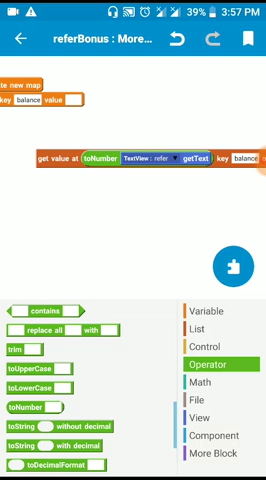 39% 3:57 PM
referBonus : More...
te new map
key balance value
get value at toNumber TextView : refer getText key balance
contains
replace all with
trim
toUpperCase
toLowerCase
toNumber
toString without decimal
toString with decimal
toDecimalFormat
Variable
List
Control
Operator
Math
File
View
Component
More Block